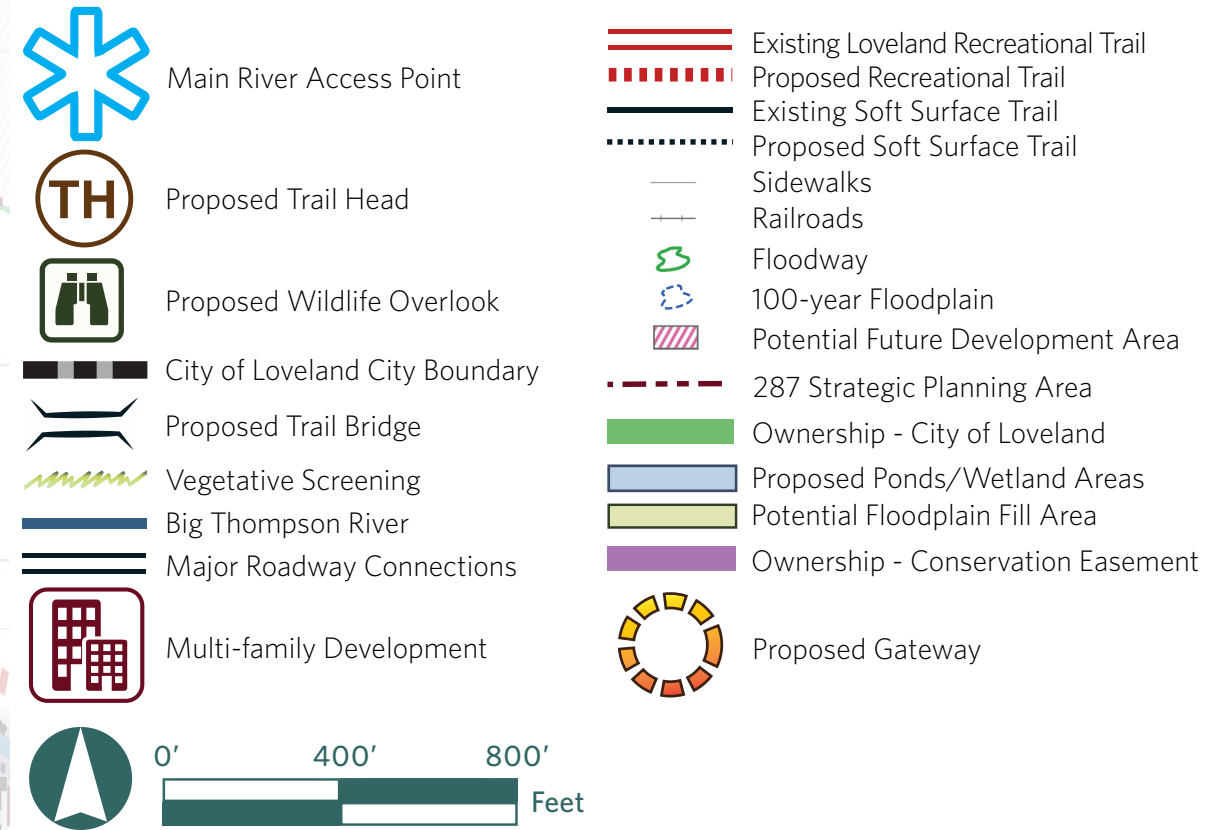 Main River Access Point
TH
Proposed Trail Head
Proposed Wildlife Overlook
City of Loveland City Boundary
Proposed Trail Bridge
Vegetative Screening
Big Thompson River
Major Roadway Connections
Multi-family Development
0' 400' 800'
Feet
Existing Loveland Recreational Trail
Proposed Recreational Trail
Existing Soft Surface Trail
Proposed Soft Surface Trail
Sidewalks
Railroads
Floodway
100-year Floodplain
Potential Future Development Area
287 Strategic Planning Area
Ownership - City of Loveland
Proposed Ponds/Wetland Areas
Potential Floodplain Fill Area
Ownership - Conservation Easement
Proposed Gateway